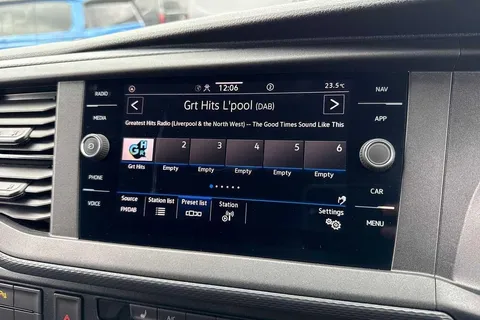 RADIO
MEDIA
PHONE
VOICE
12:06
23.5°C
Grt Hits L'pool (DAB)
Greatest Hits Radio (Liverpool & the North West) -- The Good Times Sound Like This
GHR
2 3 4 5 6
Grt Hits Empty Empty Empty Empty Empty
Source Station list Preset list Station Settings
FM/DAB
NAV
APP
CAR
MENU